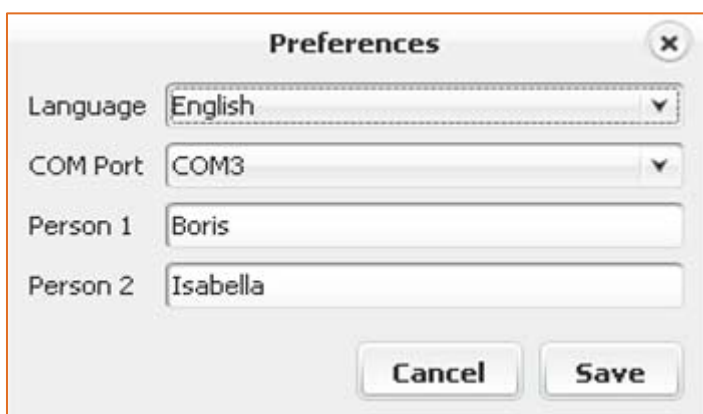 Preferences
Language English
COM Port COM3
Person 1 Boris
Person 2 Isabella
Cancel Save